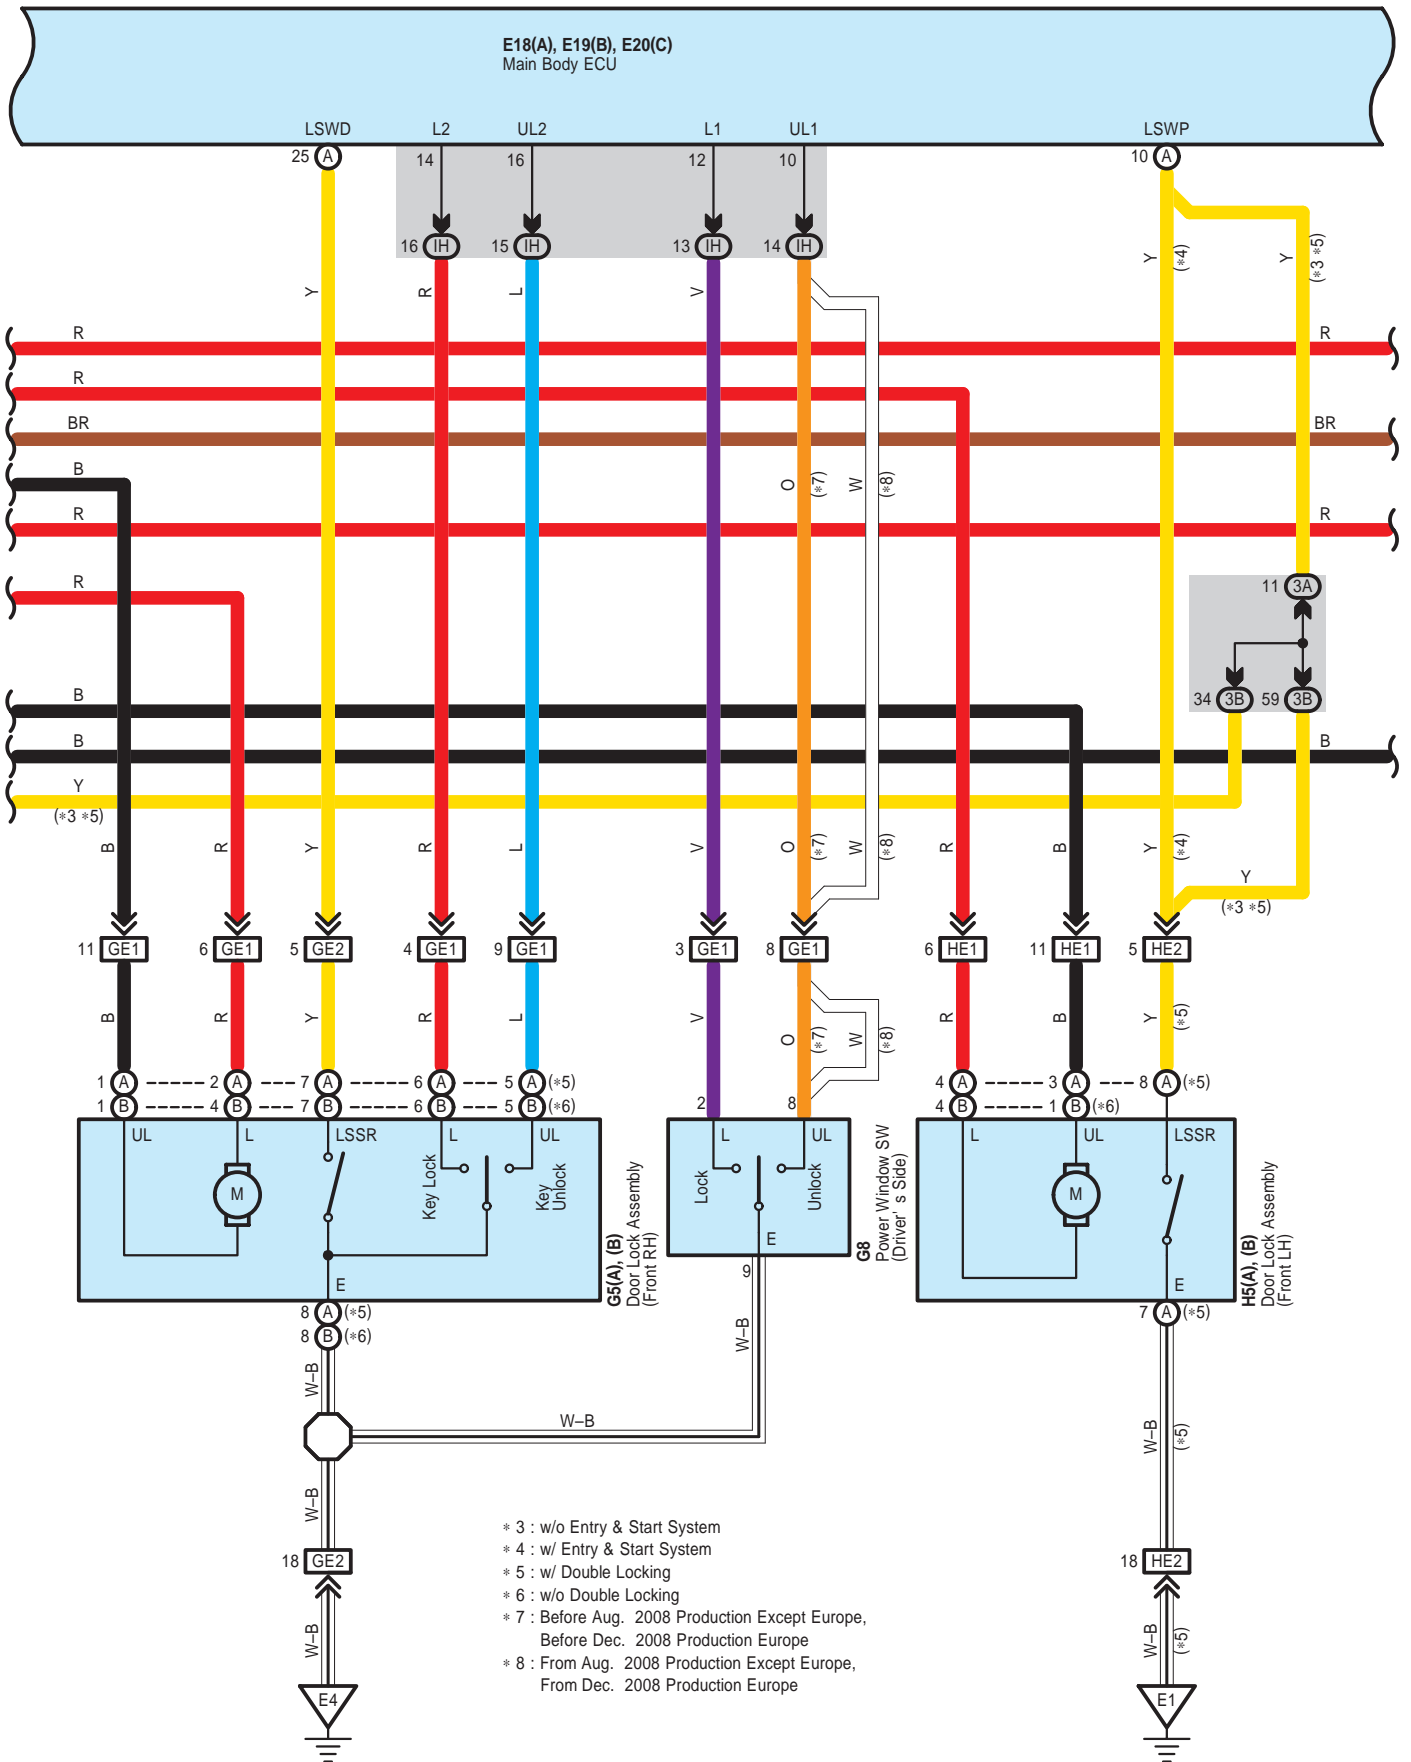 E18(A), E19(B), E20(C)
Main Body ECU
LSWD L2 UL2 L1 UL1 LSWP
25 A 14 16 12 10 10 A
16 IH 15 IH 13 IH 14 IH
Y R L V Y (*4) Y (*3 *5)
R R
R
BR BR
B
O (*7) W (*8)
R R
R
11 3A
34 3B 59 3B
B
B B
Y
(*3 *5)
B R Y R L V O (*7) W (*8) R B Y (*4)
Y
(*3 *5)
11 GE1 6 GE1 5 GE2 4 GE1 9 GE1 3 GE1 8 GE1 6 HE1 11 HE1 5 HE2
B R Y R L V O (*7) W (*8) R B Y (*5)
1 A 2 A 7 A 6 A 5 A (*5) 4 A 3 A 8 A (*5)
1 B 4 B 7 B 6 B 5 B (*6) 2 8 4 B 1 B (*6)
UL L LSSR L UL L UL L UL LSSR
M Key Lock Key Unlock Lock Unlock M
E E E
G5(A), (B)
Door Lock Assembly
(Front RH)
G8
Power Window SW
(Driver' s Side)
H5(A), (B)
Door Lock Assembly
(Front LH)
9
8 A (*5) 7 A (*5)
8 B (*6)
W–B W–B
W–B
W–B (*5)
W–B
* 3 : w/o Entry & Start System
* 4 : w/ Entry & Start System
* 5 : w/ Double Locking
* 6 : w/o Double Locking
* 7 : Before Aug. 2008 Production Except Europe,
Before Dec. 2008 Production Europe
* 8 : From Aug. 2008 Production Except Europe,
From Dec. 2008 Production Europe
18 GE2 18 HE2
W–B W–B (*5)
E4 E1